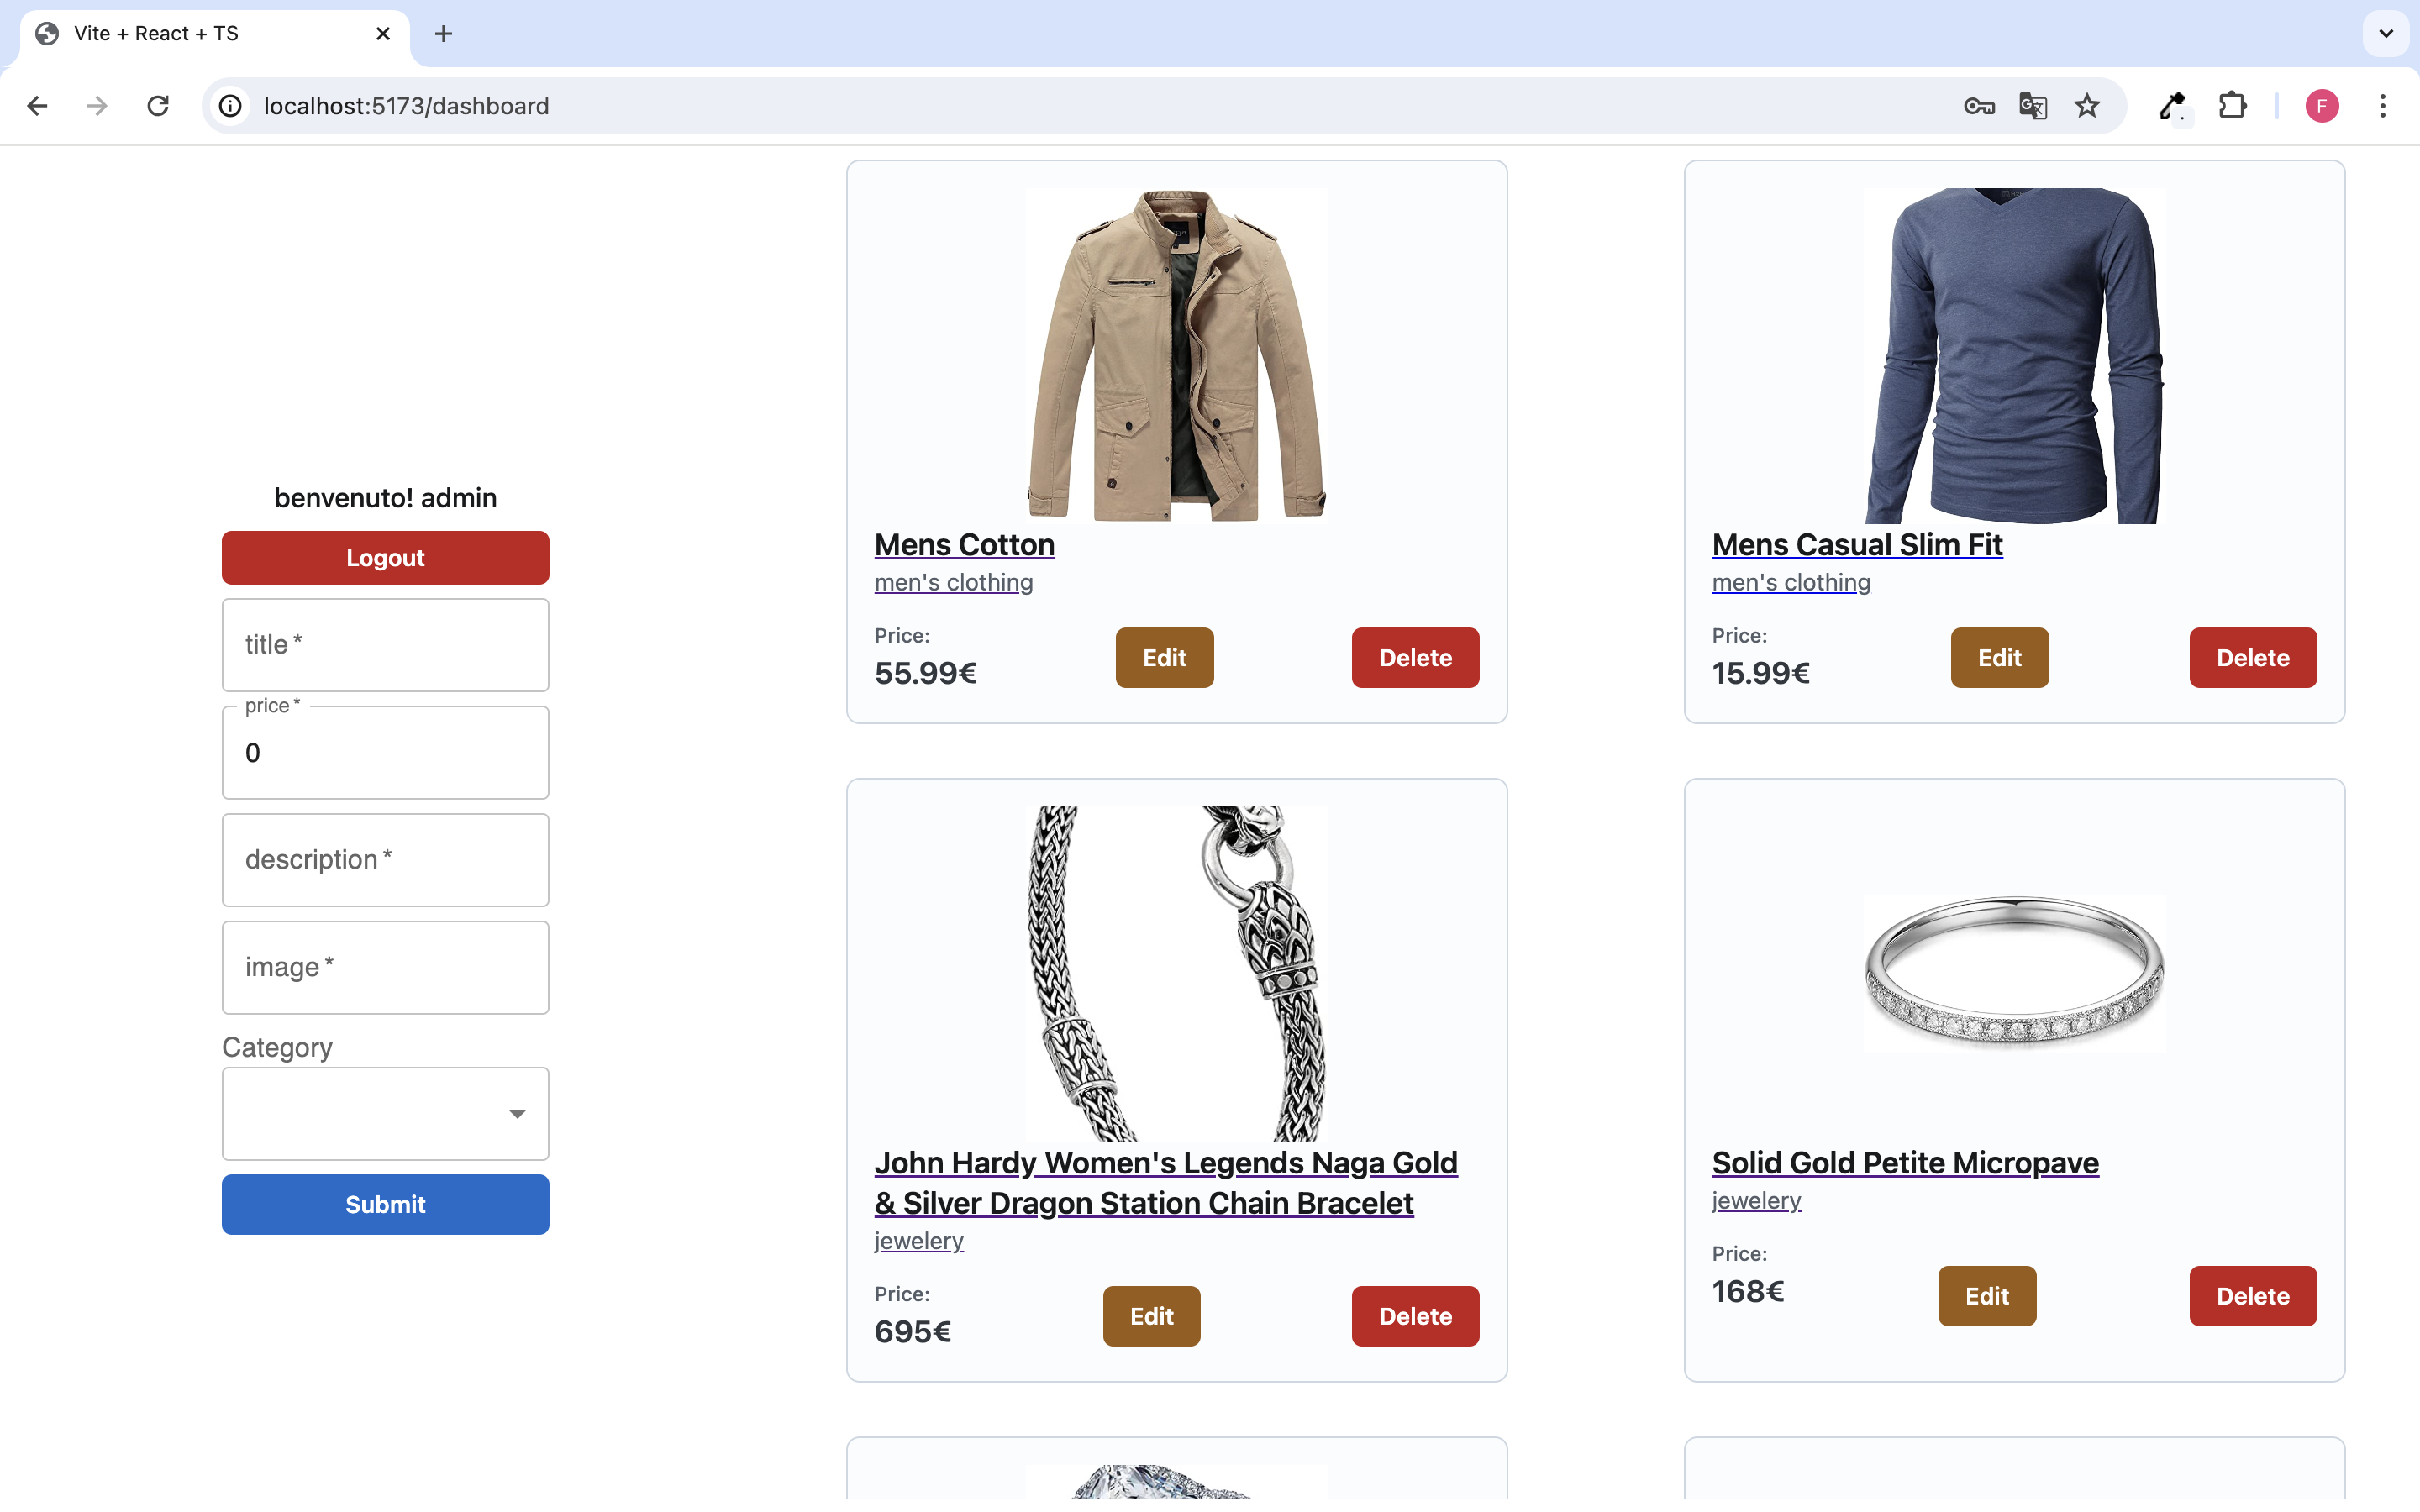 Vite + React + TS
localhost:5173/dashboard
F
benvenuto! admin
Logout
title *
price *
0
description *
image *
Category
Submit
Mens Cotton
men's clothing
Price:
55.99€
Edit
Delete
Mens Casual Slim Fit
men's clothing
Price:
15.99€
Edit
Delete
John Hardy Women's Legends Naga Gold
& Silver Dragon Station Chain Bracelet
jewelery
Price:
695€
Edit
Delete
Solid Gold Petite Micropave
jewelery
Price:
168€
Edit
Delete